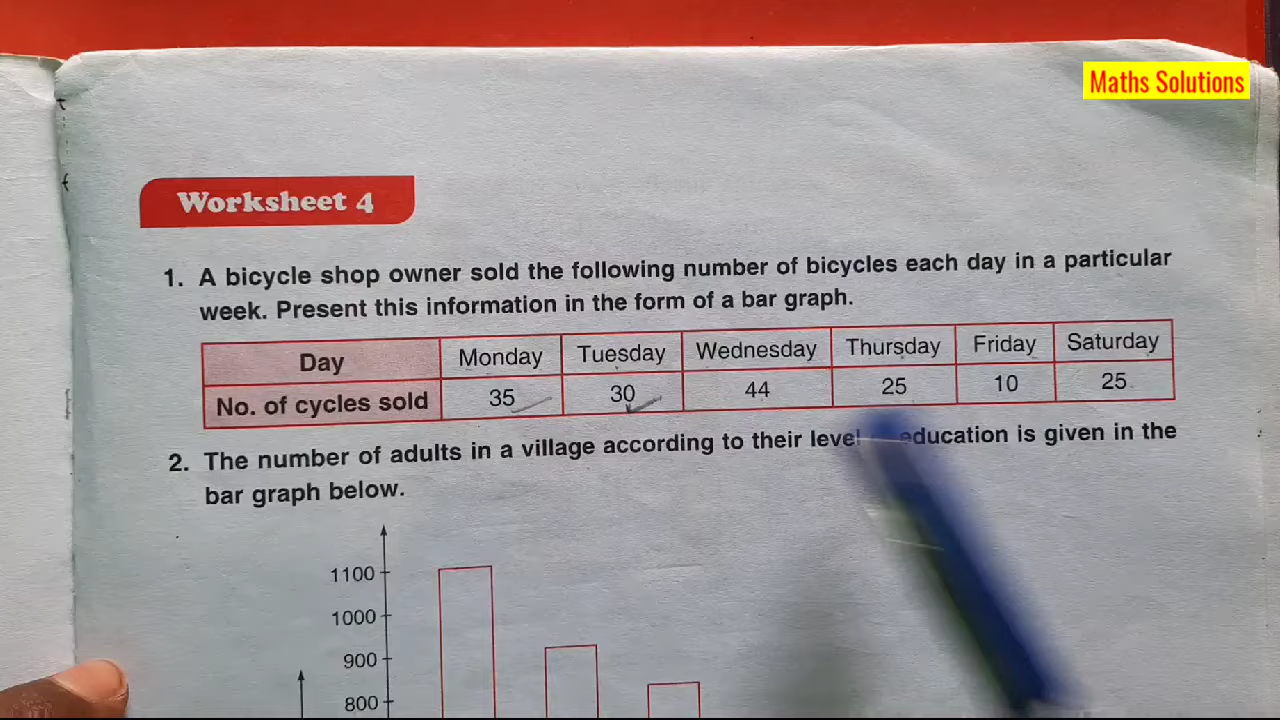 Maths Solutions
Worksheet 4
1. A bicycle shop owner sold the following number of bicycles each day in a particular
week. Present this information in the form of a bar graph.
Day Monday Tuesday Wednesday Thursday Friday Saturday
No. of cycles sold 35 30 44 25 10 25
2. The number of adults in a village according to their level education is given in the
bar graph below.
1100
1000
900
800